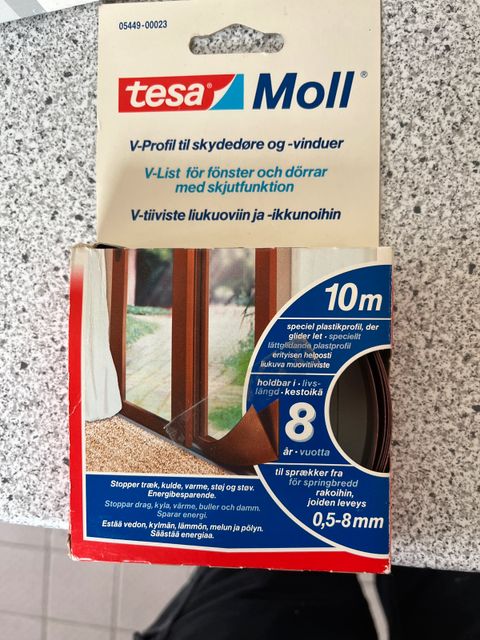 05449-00023
tesa® Moll®
V-Profil til skydedøre og -vinduer
V-List för fönster och dörrar
med skjutfunktion
V-tiiviste liukuoviin ja -ikkunoihin
10m
speciel plastikprofil, der
glider let · speciellt
lättglidande plastprofil
erityisen helposti
liukuva muovitiiviste
holdbar i · livs-
längd · kestoikä
8
år · vuotta
til sprækker fra
för springbredd
rakoihin,
joiden leveys
0,5-8mm
Stopper træk, kulde, varme, støj og støv.
Energibesparende.
Stoppar drag, kyla, värme, buller och damm.
Sparar energi.
Estää vedon, kylmän, lämmön, melun ja pölyn.
Säästää energiaa.